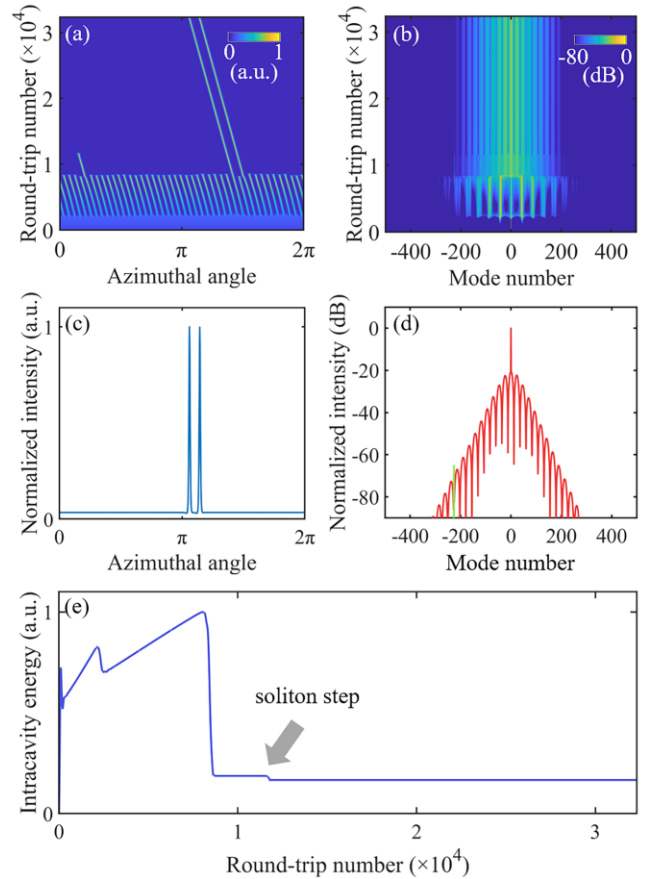 (a)
0 1
(a.u.)
Round-trip number (×10⁴)
3
2
1
0
0 π 2π
Azimuthal angle
(b)
-80 0
(dB)
Round-trip number (×10⁴)
3
2
1
0
-400 -200 0 200 400
Mode number
(c)
Normalized intensity (a.u.)
1
0
0 π 2π
Azimuthal angle
(d)
Normalized intensity (dB)
0
-20
-40
-60
-80
-400 -200 0 200 400
Mode number
(e)
Intracavity energy (a.u.)
1
0
soliton step
0 1 2 3
Round-trip number (×10⁴)